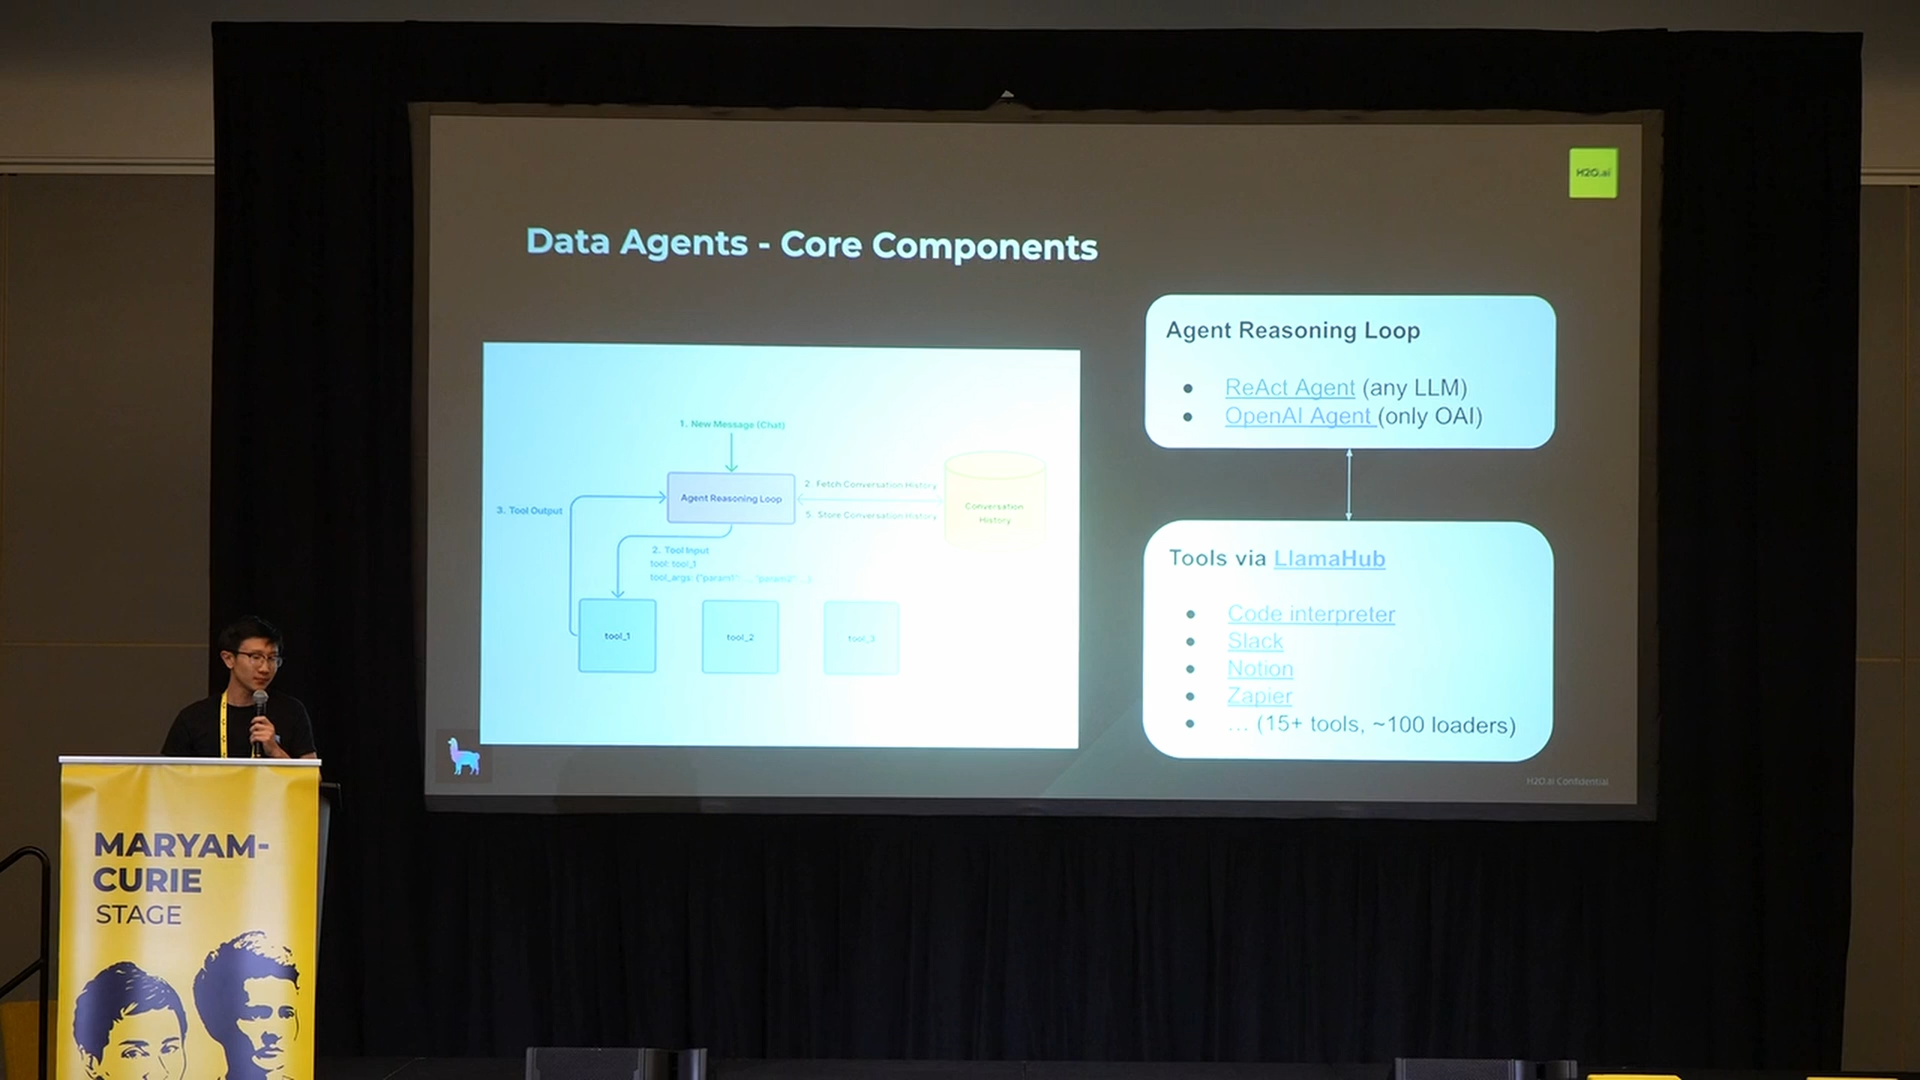 H2O.ai
Data Agents - Core Components
1. New Message (Chat)
Agent Reasoning Loop
2. Fetch Conversation History
5. Store Conversation History
Conversation
History
3. Tool Output
2. Tool Input
tool: tool_1
tool_args: {"param1": ... "param2" ...}
tool_1
tool_2
tool_3
Agent Reasoning Loop
• ReAct Agent (any LLM)
• OpenAI Agent (only OAI)
Tools via LlamaHub
• Code interpreter
• Slack
• Notion
• Zapier
• ... (15+ tools, ~100 loaders)
H2O.ai Confidential
MARYAM-
CURIE
STAGE